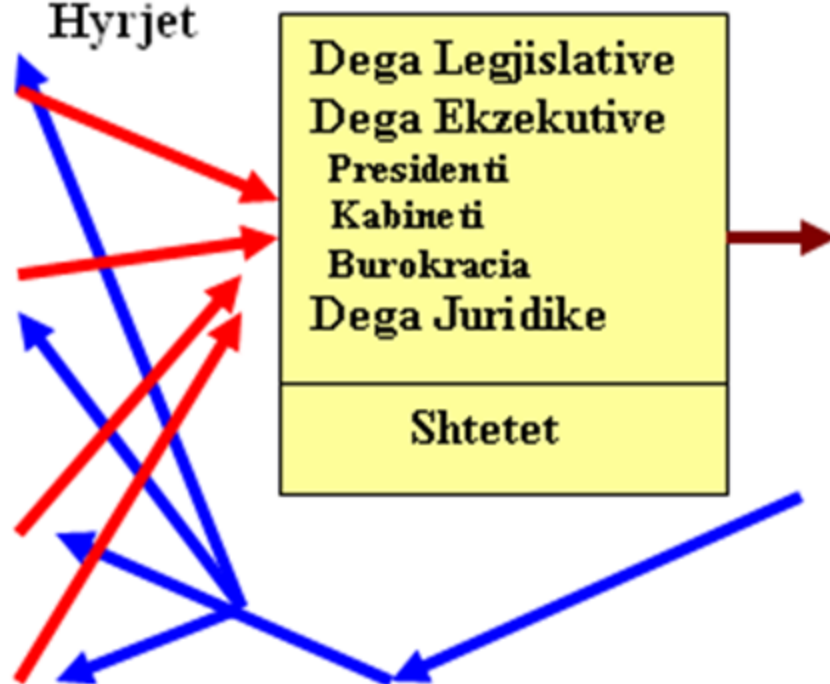 Hyrjet
Dega Legjislative
Dega Ekzekutive
Presidenti
Kabineti
Burokracia
Dega Juridike
Shtetet